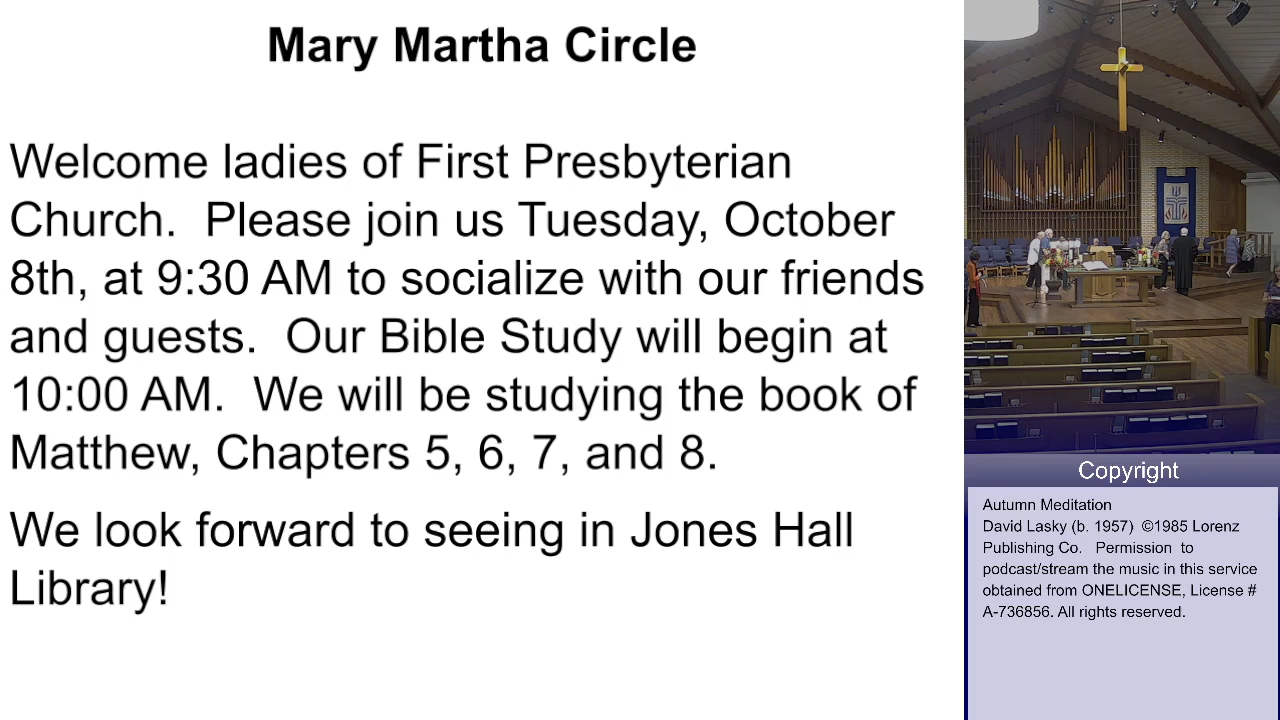 Mary Martha Circle
Welcome ladies of First Presbyterian
Church.  Please join us Tuesday, October
8th, at 9:30 AM to socialize with our friends
and guests.  Our Bible Study will begin at
10:00 AM.  We will be studying the book of
Matthew, Chapters 5, 6, 7, and 8.
We look forward to seeing in Jones Hall
Library!
Copyright
Autumn Meditation
David Lasky (b. 1957)  ©1985 Lorenz
Publishing Co.   Permission  to
podcast/stream the music in this service
obtained from ONELICENSE, License #
A-736856. All rights reserved.